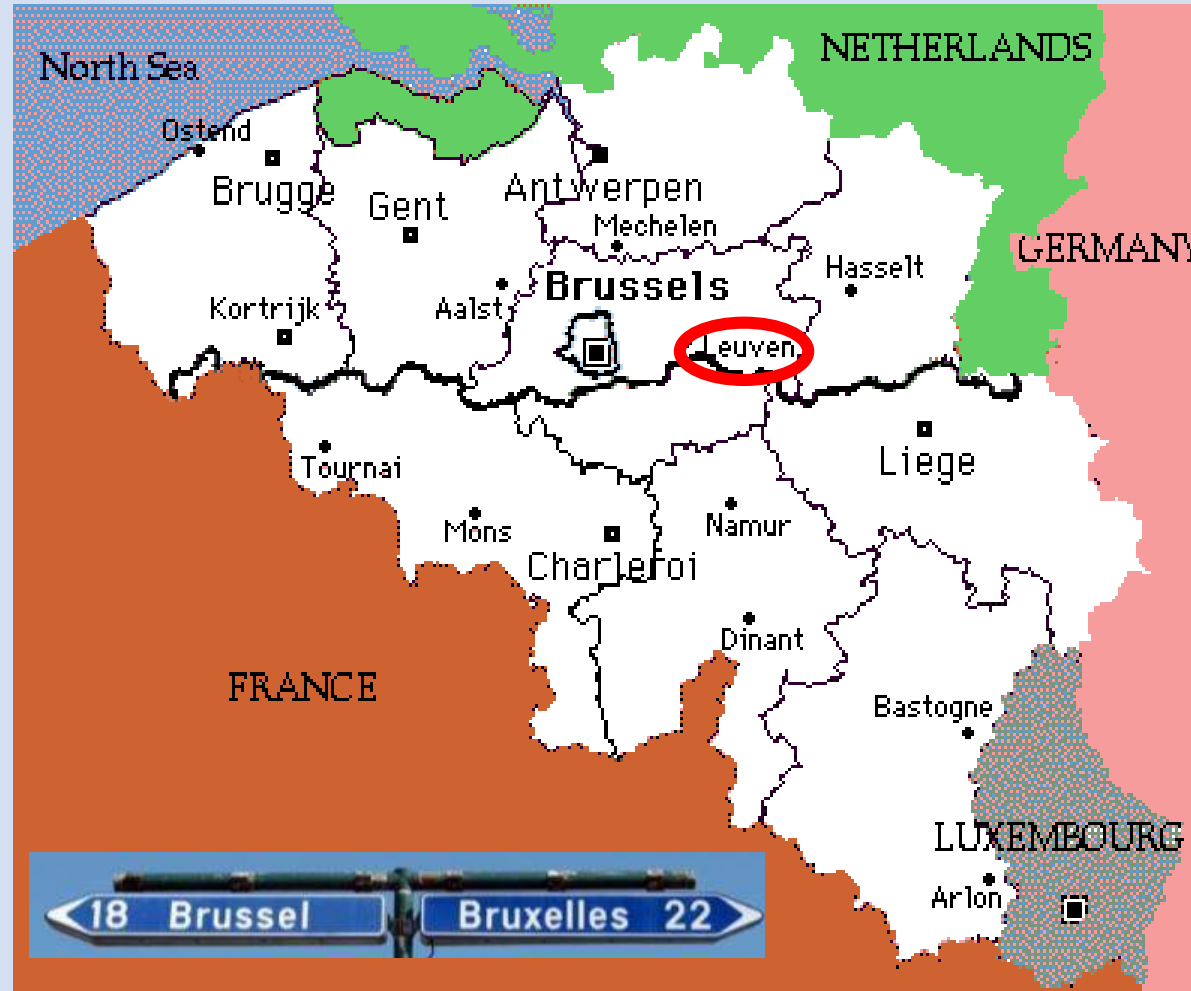 NETHERLANDS
North Sea
Ostend
Brugge
Gent
Antwerpen
Mechelen
GERMANY
Hasselt
Brussels
Kortrijk
Aalst
Leuven
Liege
Tournai
Namur
Mons
Charleroi
Dinant
FRANCE
Bastogne
LUXEMBOURG
Arlon
18 Brussel
Bruxelles 22